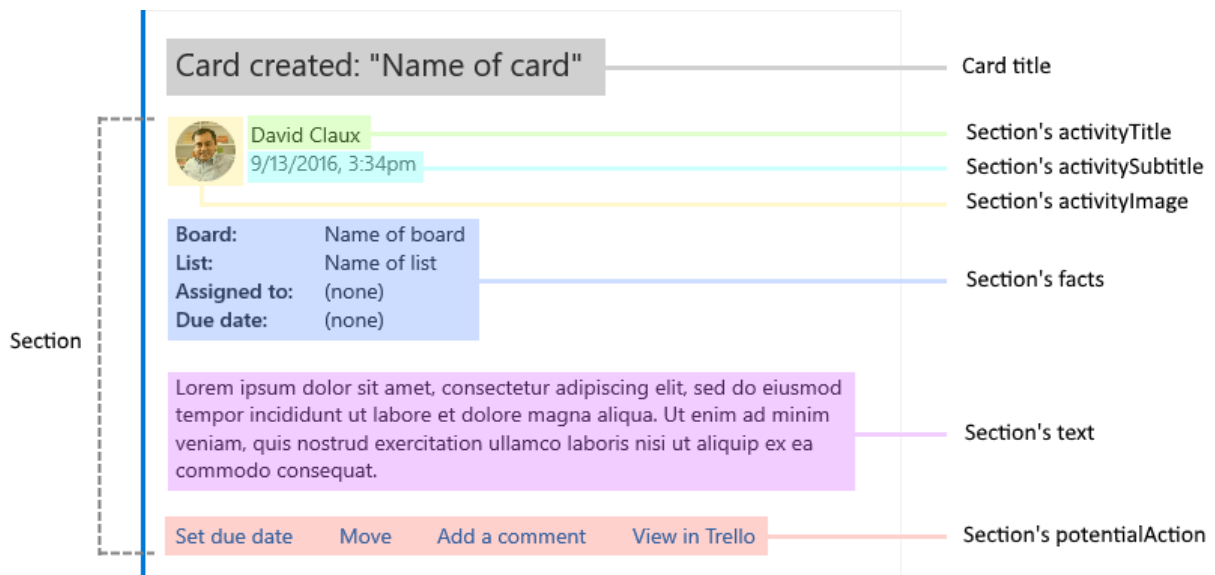 Card created: "Name of card"
Card title
David Claux
Section's activityTitle
9/13/2016, 3:34pm
Section's activitySubtitle
Section's activityImage
Board: Name of board
List: Name of list
Assigned to: (none)
Due date: (none)
Section's facts
Section
Lorem ipsum dolor sit amet, consectetur adipiscing elit, sed do eiusmod
tempor incididunt ut labore et dolore magna aliqua. Ut enim ad minim
veniam, quis nostrud exercitation ullamco laboris nisi ut aliquip ex ea
commodo consequat.
Section's text
Set due date Move Add a comment View in Trello
Section's potentialAction